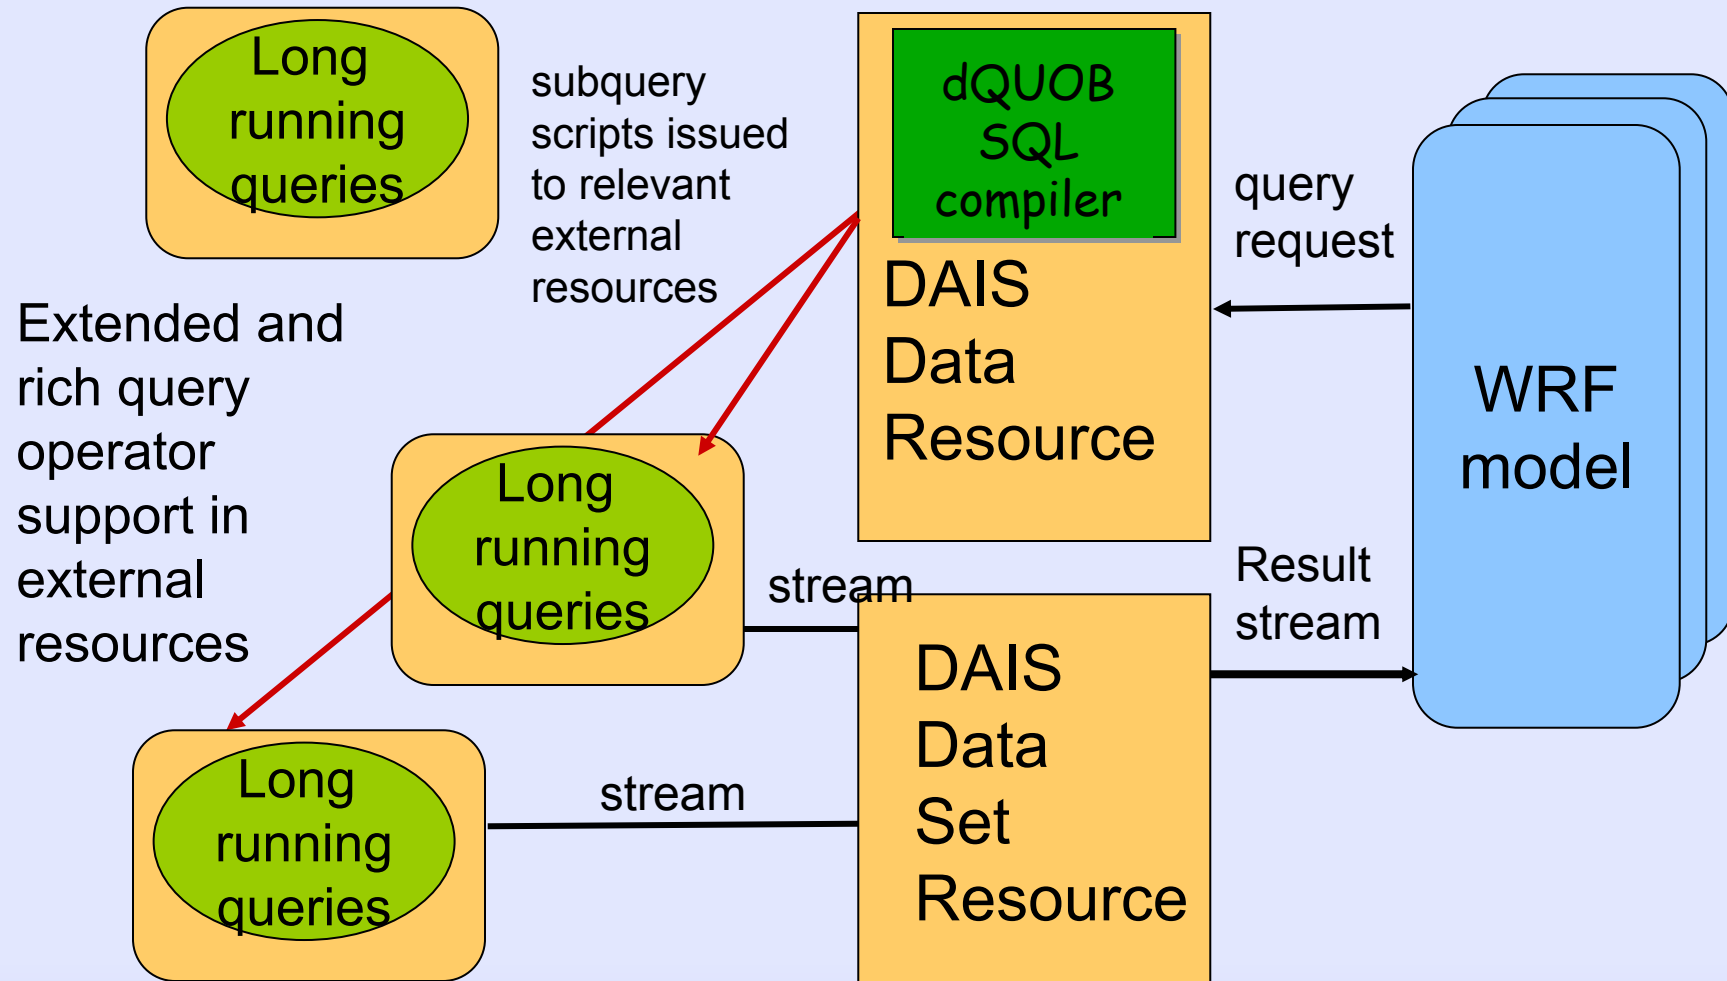 Long
running
queries
subquery
scripts issued
to relevant
external
resources
dQUOB
SQL
compiler
DAIS
Data
Resource
query
request
WRF
model
Extended and
rich query
operator
support in
external
resources
Long
running
queries
stream
Result
stream
DAIS
Data
Set
Resource
Long
running
queries
stream